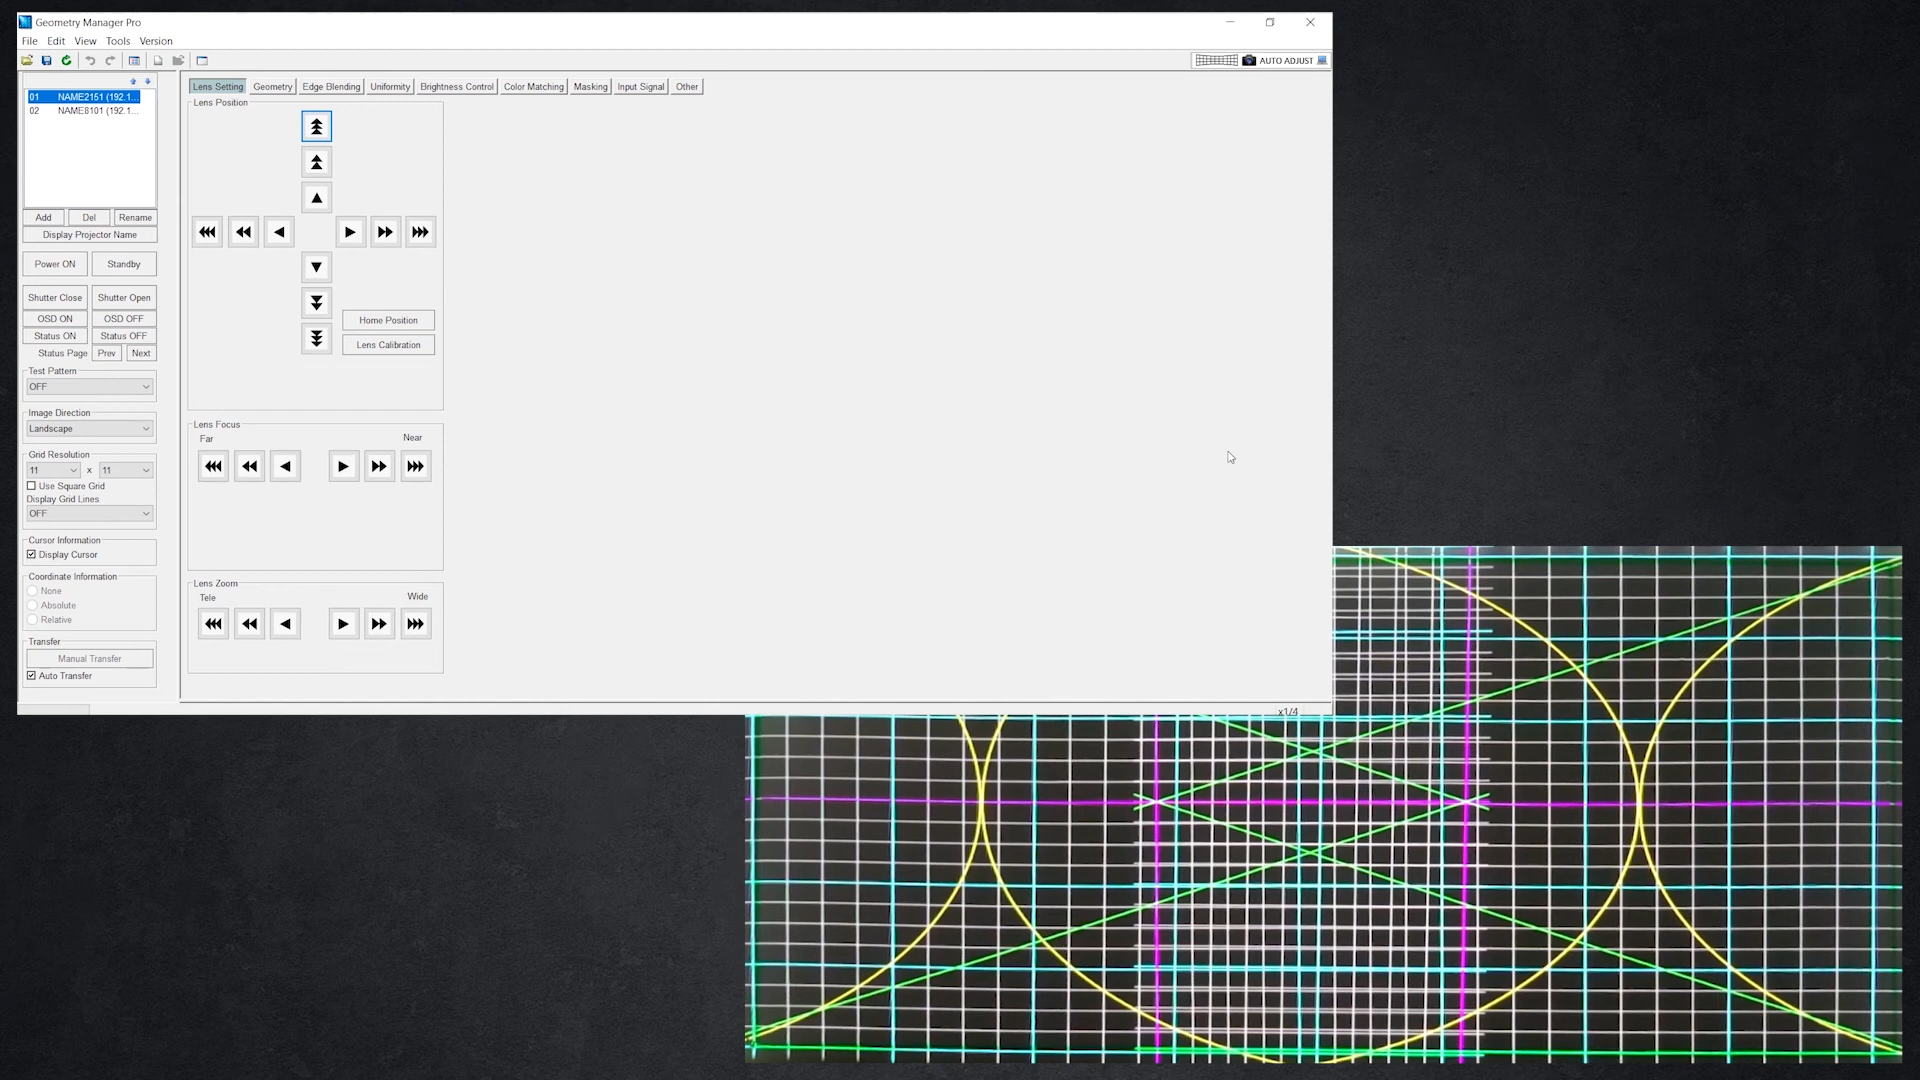 Geometry Manager Pro
File Edit View Tools Version
AUTO ADJUST
01 NAME2151 (192.1...
02 NAME8101 (192.1...
Add Del Rename
Display Projector Name
Power ON Standby
Shutter Close Shutter Open
OSD ON OSD OFF
Status ON Status OFF
Status Page Prev Next
Test Pattern
OFF
Image Direction
Landscape
Grid Resolution
11 x 11
Use Square Grid
Display Grid Lines
OFF
Cursor Information
Display Cursor
Coordinate Information
None
Absolute
Relative
Transfer
Manual Transfer
Auto Transfer
Lens Setting Geometry Edge Blending Uniformity Brightness Control Color Matching Masking Input Signal Other
Lens Position
Home Position
Lens Calibration
Lens Focus
Far Near
Lens Zoom
Tele Wide
x1/4